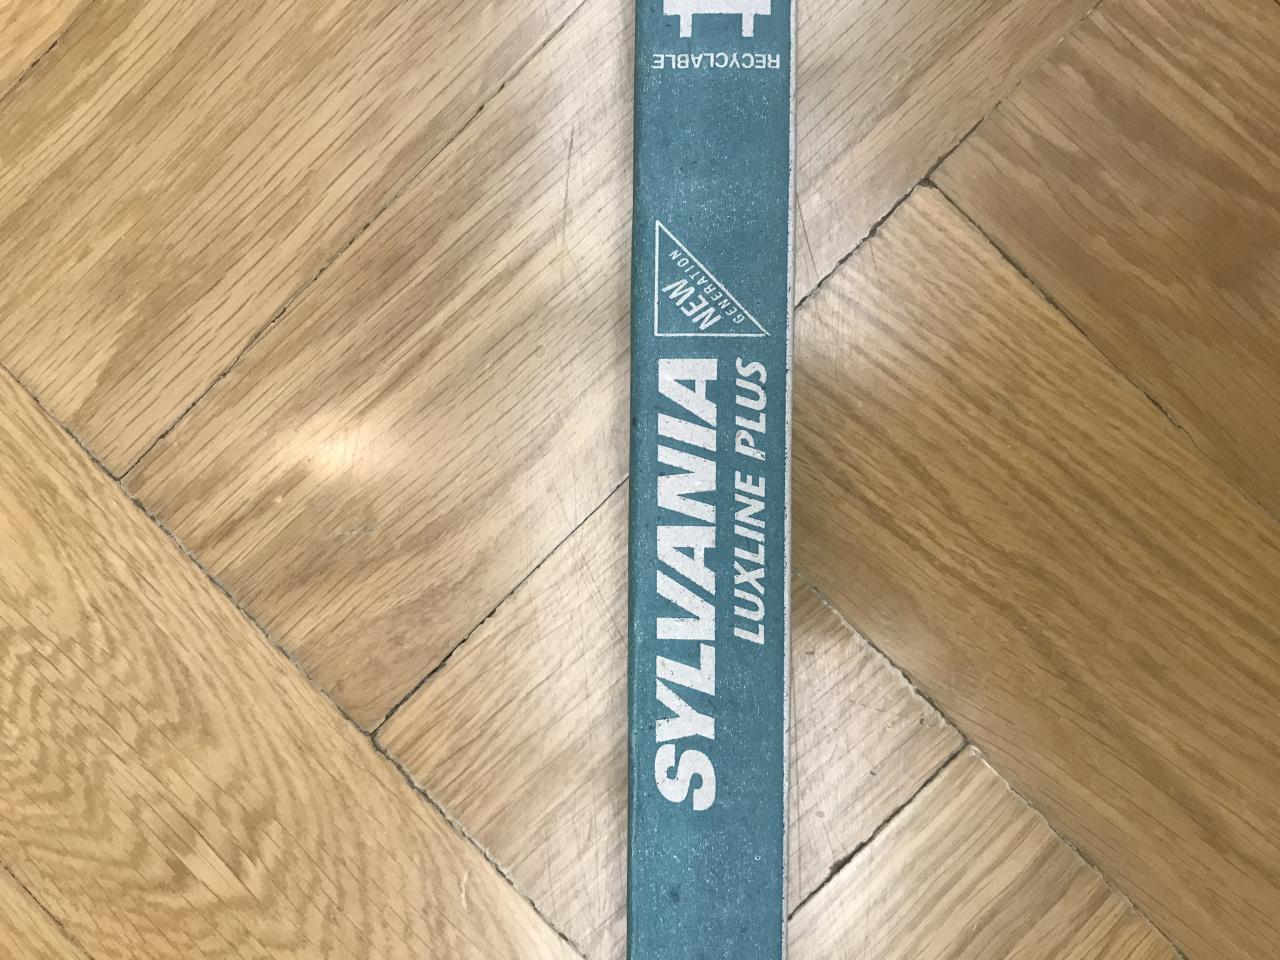 RECYCLABLE
NEW
GENERATION
SYLVANIA
LUXLINE PLUS